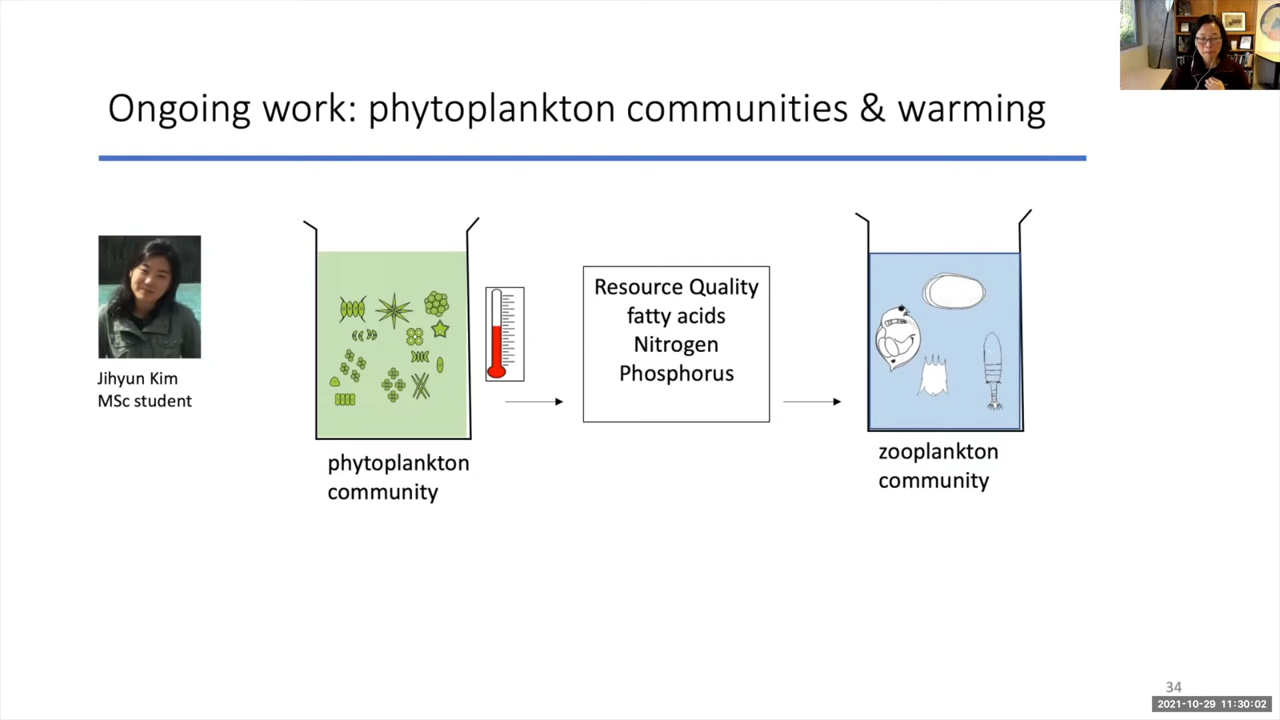 Ongoing work: phytoplankton communities & warming
Jihyun Kim
MSc student
phytoplankton
community
Resource Quality
fatty acids
Nitrogen
Phosphorus
zooplankton
community
34
2021-10-29 11:30:02